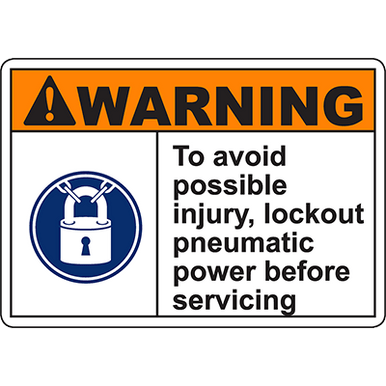 WARNING
To avoid
possible
injury, lockout
pneumatic
power before
servicing